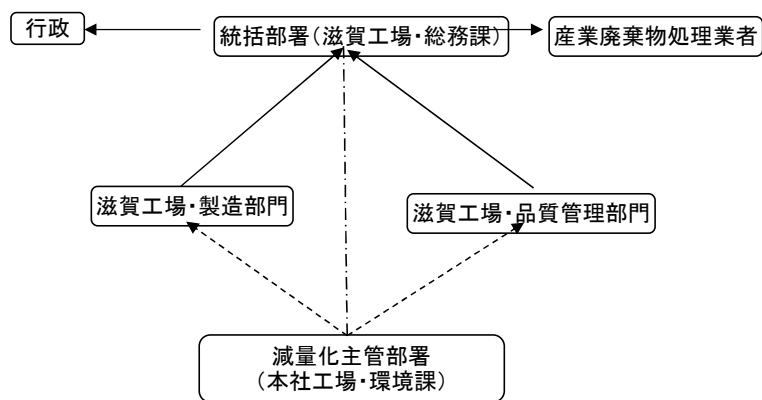 行政
統括部署(滋賀工場・総務課)
産業廃棄物処理業者
滋賀工場・製造部門
滋賀工場・品質管理部門
減量化主管部署
(本社工場・環境課)